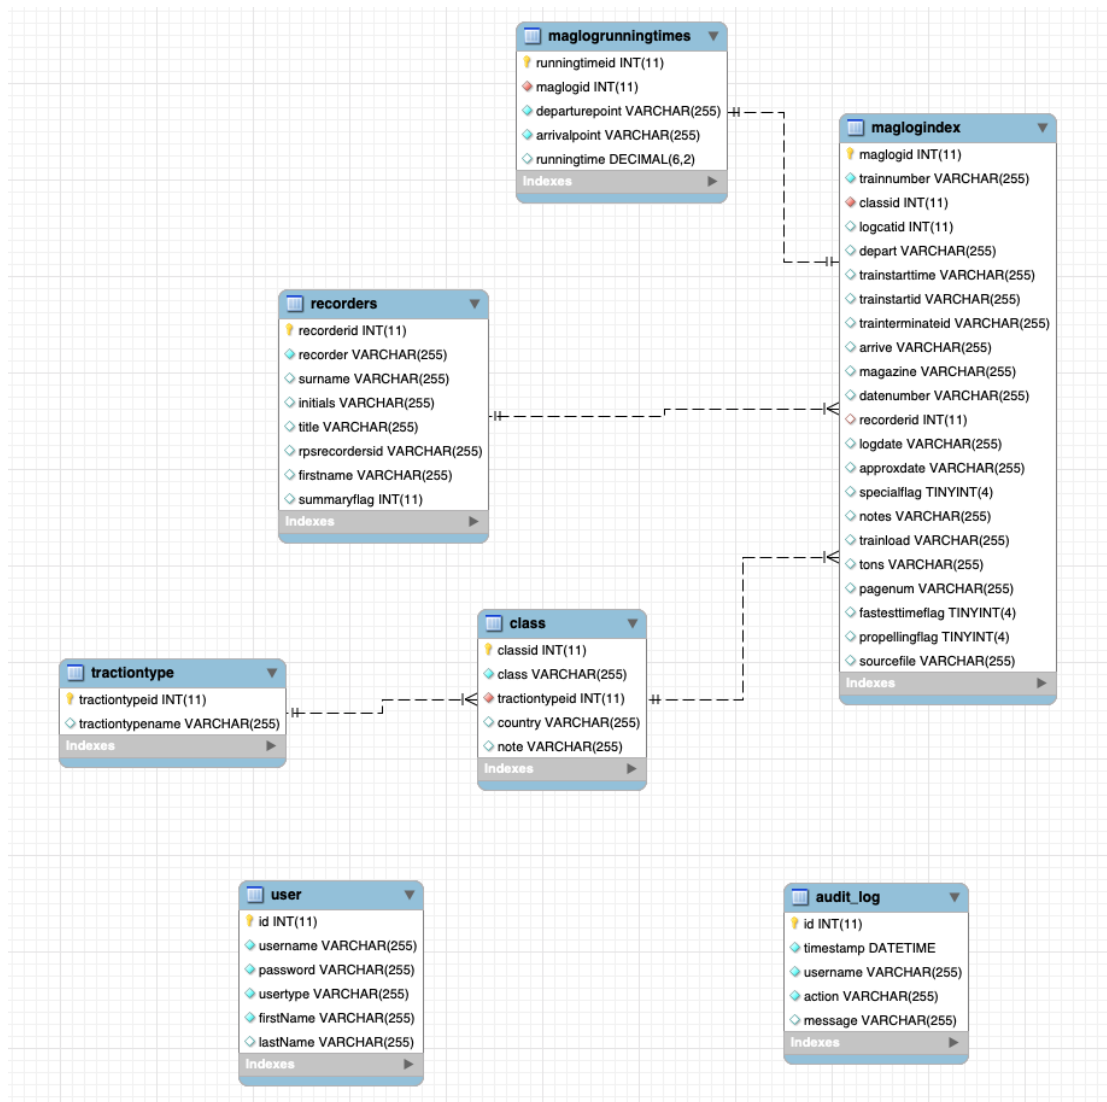 maglogrunningtimes
runningtimeid INT(11)
maglogid INT(11)
departurepoint VARCHAR(255)
arrivalpoint VARCHAR(255)
runningtime DECIMAL(6,2)
Indexes
maglogindex
maglogid INT(11)
trainnumber VARCHAR(255)
classid INT(11)
logcatid INT(11)
depart VARCHAR(255)
trainstarttime VARCHAR(255)
trainstartid VARCHAR(255)
trainterminateid VARCHAR(255)
arrive VARCHAR(255)
magazine VARCHAR(255)
datenumber VARCHAR(255)
recorderid INT(11)
logdate VARCHAR(255)
approxdate VARCHAR(255)
specialflag TINYINT(4)
notes VARCHAR(255)
trainload VARCHAR(255)
tons VARCHAR(255)
pagenum VARCHAR(255)
fastesttimeflag TINYINT(4)
propellingflag TINYINT(4)
sourcefile VARCHAR(255)
Indexes
recorders
recorderid INT(11)
recorder VARCHAR(255)
surname VARCHAR(255)
initials VARCHAR(255)
title VARCHAR(255)
rpsrecordersid VARCHAR(255)
firstname VARCHAR(255)
summaryflag INT(11)
Indexes
class
classid INT(11)
class VARCHAR(255)
tractiontypeid INT(11)
country VARCHAR(255)
note VARCHAR(255)
Indexes
tractiontype
tractiontypeid INT(11)
tractiontypename VARCHAR(255)
Indexes
user
id INT(11)
username VARCHAR(255)
password VARCHAR(255)
usertype VARCHAR(255)
firstName VARCHAR(255)
lastName VARCHAR(255)
Indexes
audit_log
id INT(11)
timestamp DATETIME
username VARCHAR(255)
action VARCHAR(255)
message VARCHAR(255)
Indexes